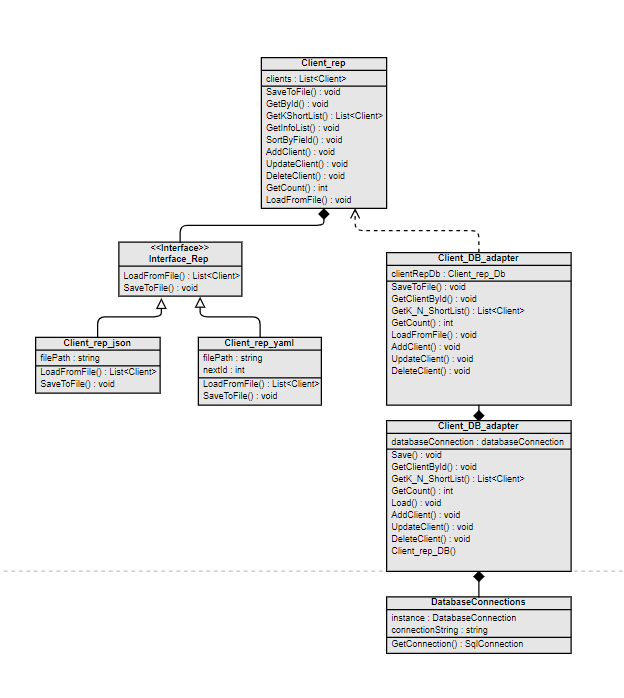 Client_rep
clients : List<Client>
SaveToFile() : void
GetById() : void
GetKShortList() : List<Client>
GetInfoList() : void
SortByField() : void
AddClient() : void
UpdateClient() : void
DeleteClient() : void
GetCount() : int
LoadFromFile() : void
<<Interface>>
Interface_Rep
LoadFromFile() : List<Client>
SaveToFile() : void
Client_rep_json
filePath : string
LoadFromFile() : List<Client>
SaveToFile() : void
Client_rep_yaml
filePath : string
nextId : int
LoadFromFile() : List<Client>
SaveToFile() : void
Client_DB_adapter
clientRepDb : Client_rep_Db
SaveToFile() : void
GetClientById() : void
GetK_N_ShortList() : List<Client>
GetCount() : int
LoadFromFile() : void
AddClient() : void
UpdateClient() : void
DeleteClient() : void
Client_DB_adapter
databaseConnection : databaseConnection
Save() : void
GetClientById() : void
GetK_N_ShortList() : List<Client>
GetCount() : int
Load() : void
AddClient() : void
UpdateClient() : void
DeleteClient() : void
Client_rep_DB()
DatabaseConnections
instance : DatabaseConnection
connectionString : string
GetConnection() : SqlConnection